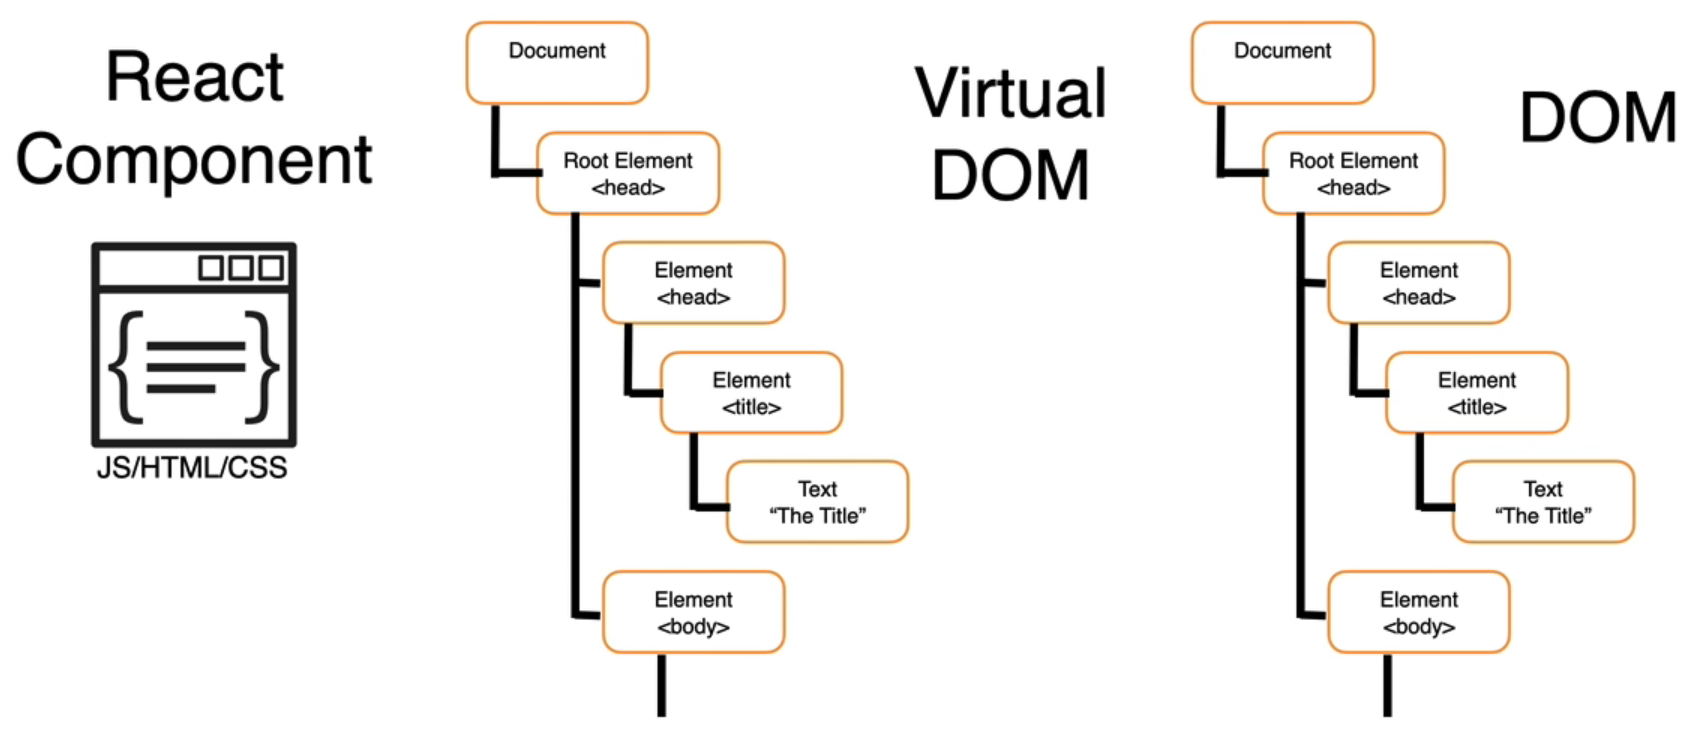 React
Component
JS/HTML/CSS
Document
Root Element
<head>
Element
<head>
Element
<title>
Text
“The Title”
Element
<body>
Virtual
DOM
Document
Root Element
<head>
Element
<head>
Element
<title>
Text
“The Title”
Element
<body>
DOM